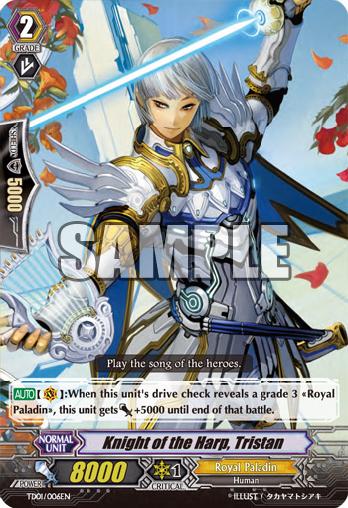 2
GRADE
SHIELD
5000
SAMPLE
Play the song of the heroes.
AUTO [ ]:When this unit's drive check reveals a grade 3 «Royal
Paladin», this unit gets +5000 until end of that battle.
NORMAL
UNIT
Knight of the Harp, Tristan
POWER
8000
1
CRITICAL
Royal Paladin
Human
TD01/006EN
ILLUST / タカヤマトシアキ